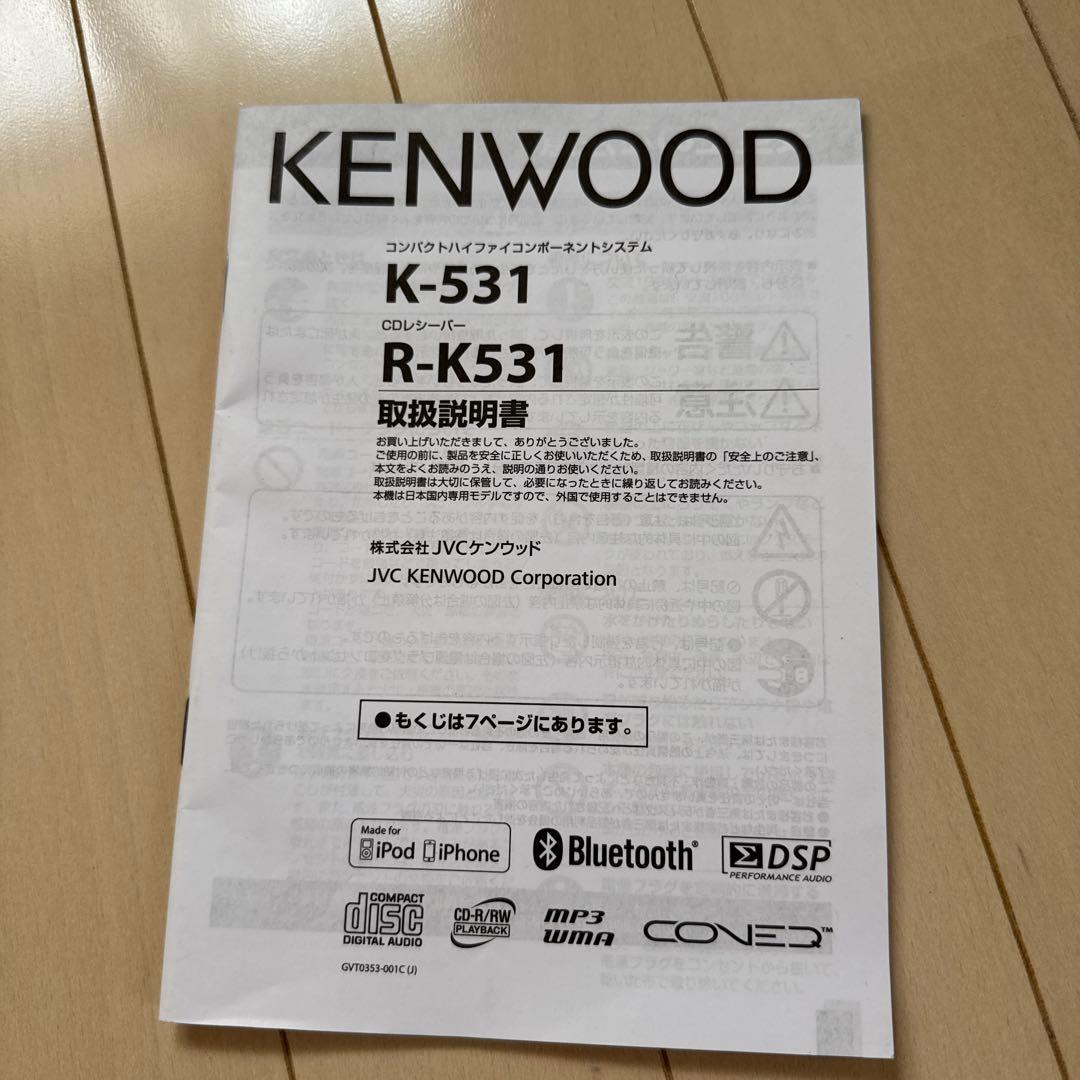 KENWOOD
コンパクトハイファイコンポーネントシステム
K-531
CDレシーバー
R-K531
取扱説明書
お買い上げいただきまして、ありがとうございました。
ご使用の前に、製品を安全に正しくお使いいただくため、取扱説明書の「安全上のご注意」、
本文をよくお読みのうえ、説明の通りお使いください。
取扱説明書は大切に保管して、必要になったときに繰り返してお読みください。
本機は日本国内専用モデルですので、外国で使用することはできません。
株式会社 JVCケンウッド
JVC KENWOOD Corporation
●もくじは7ページにあります。
Made for
iPod iPhone
Bluetooth®
DSP
PERFORMANCE AUDIO
COMPACT
disc
DIGITAL AUDIO
CD-R/RW
PLAYBACK
MP3
WMA
CONEQ™
GVT0353-001C (J)